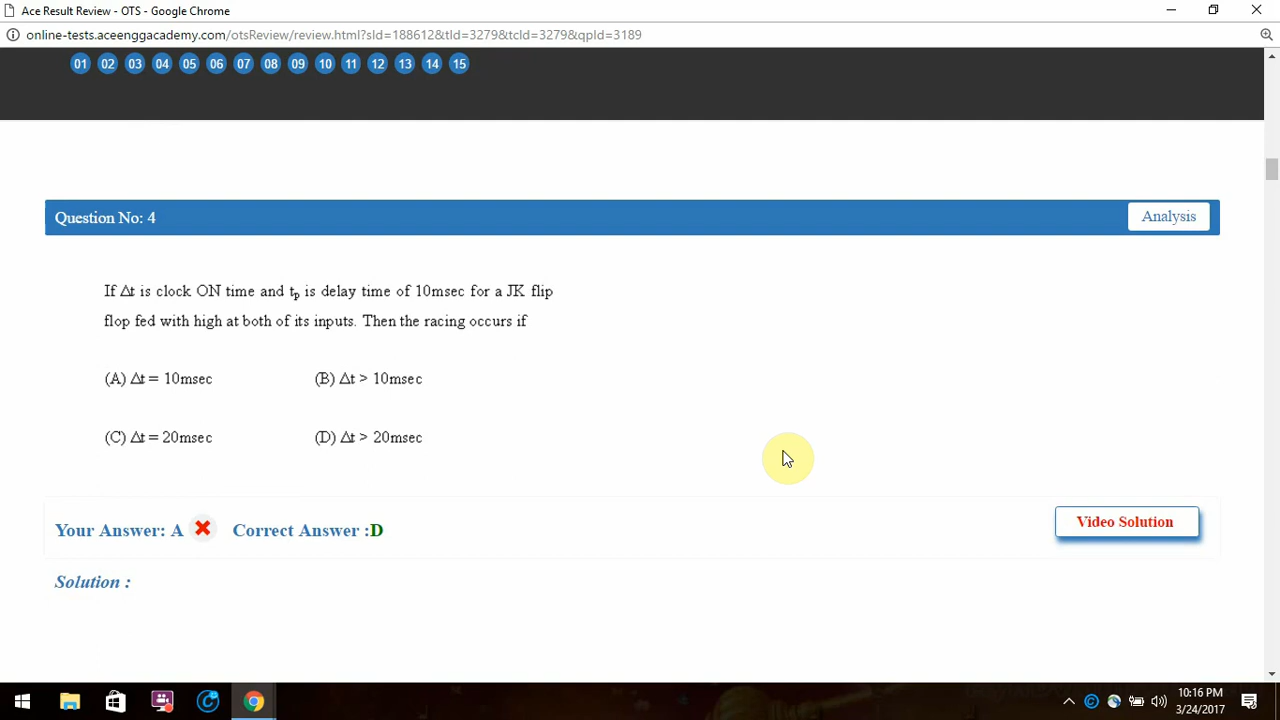 Ace Result Review - OTS - Google Chrome
online-tests.aceenggacademy.com/otsReview/review.html?sId=188612&tId=3279&tcId=3279&qpId=3189
01 02 03 04 05 06 07 08 09 10 11 12 13 14 15
Question No: 4
Analysis
If Δt is clock ON time and tp is delay time of 10msec for a JK flip
flop fed with high at both of its inputs. Then the racing occurs if
(A) Δt = 10msec (B) Δt > 10msec
(C) Δt = 20msec (D) Δt > 20msec
Your Answer: A Correct Answer :D
Video Solution
Solution :
10:16 PM
3/24/2017